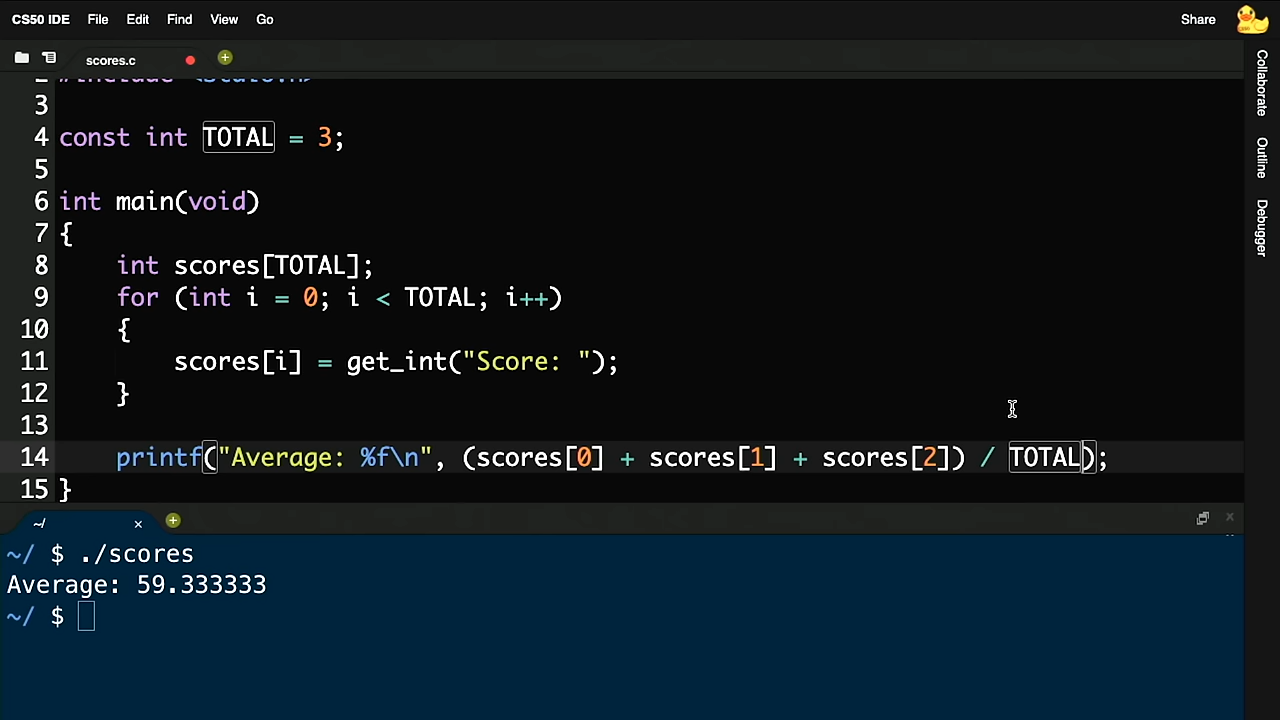 CS50 IDE File Edit Find View Go Share
scores.c
3
4 const int TOTAL = 3;
5
6 int main(void)
7 {
8 int scores[TOTAL];
9 for (int i = 0; i < TOTAL; i++)
10 {
11 scores[i] = get_int("Score: ");
12 }
13
14 printf("Average: %f\n", (scores[0] + scores[1] + scores[2]) / TOTAL);
15 }
~/
~/ $ ./scores
Average: 59.333333
~/ $
Collaborate
Outline
Debugger